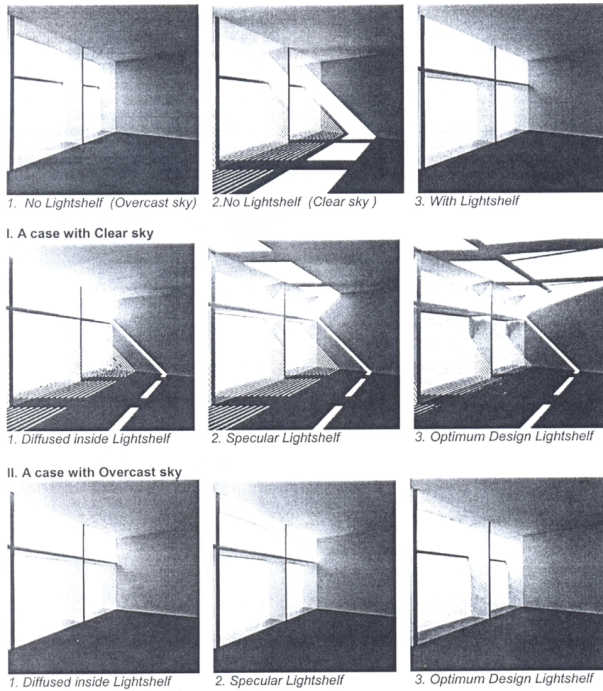 1. No Lightshelf (Overcast sky)
2.No Lightshelf (Clear sky )
3. With Lightshelf
I. A case with Clear sky
1. Diffused inside Lightshelf
2. Specular Lightshelf
3. Optimum Design Lightshelf
II. A case with Overcast sky
1. Diffused inside Lightshelf
2. Specular Lightshelf
3. Optimum Design Lightshelf